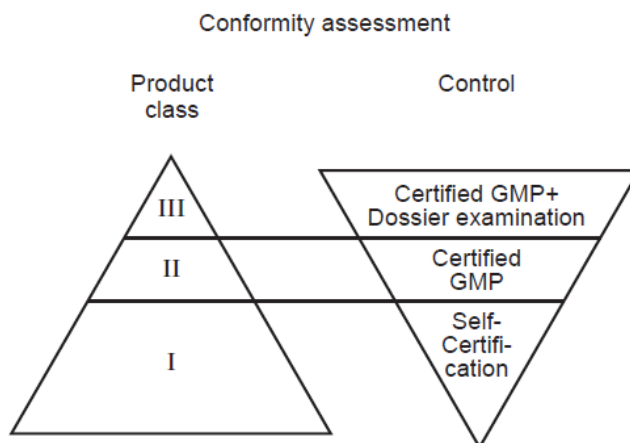 Conformity assessment
Product
class
Control
III
Certified GMP+
Dossier examination
II
Certified
GMP
I
Self-
Certifi-
cation